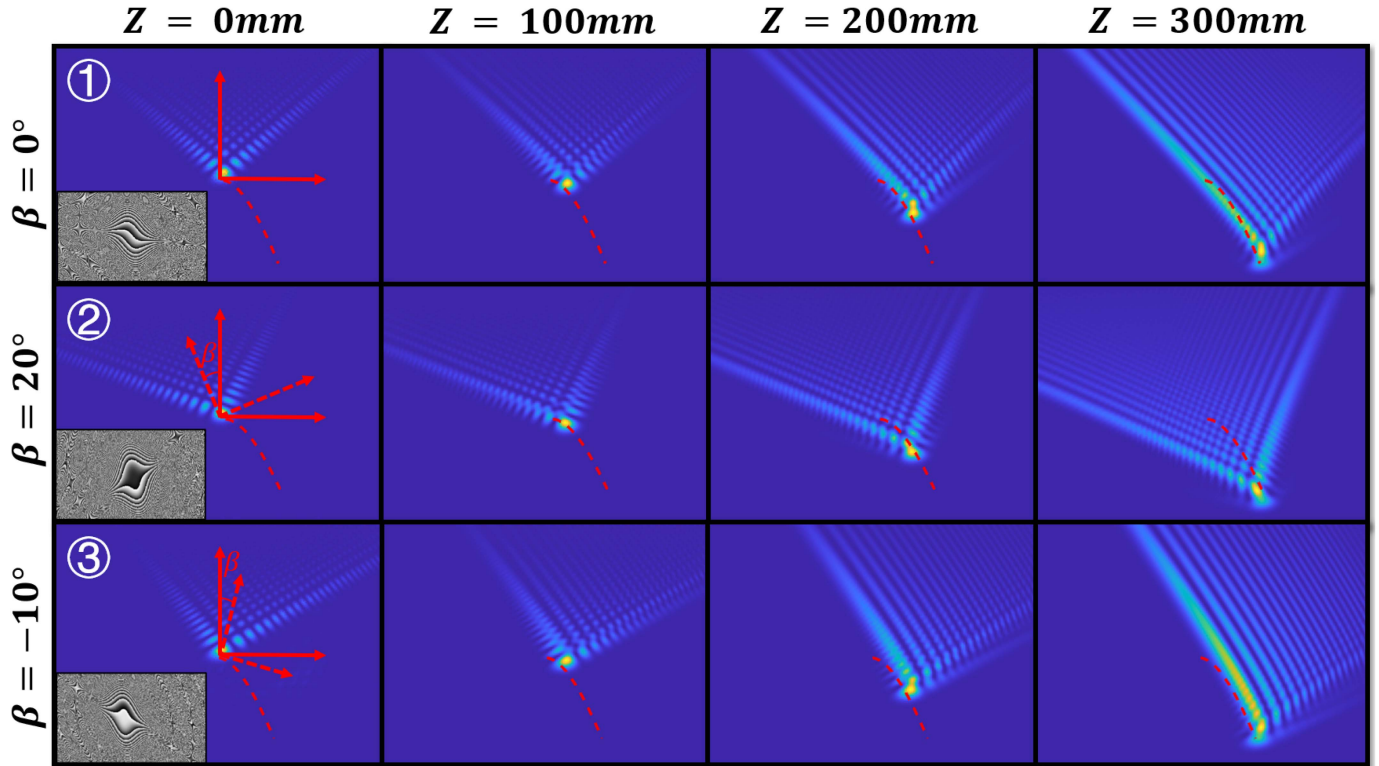 Z = 0mm Z = 100mm Z = 200mm Z = 300mm
β = 0°
①
β = 20°
②
β
β = −10°
③
β